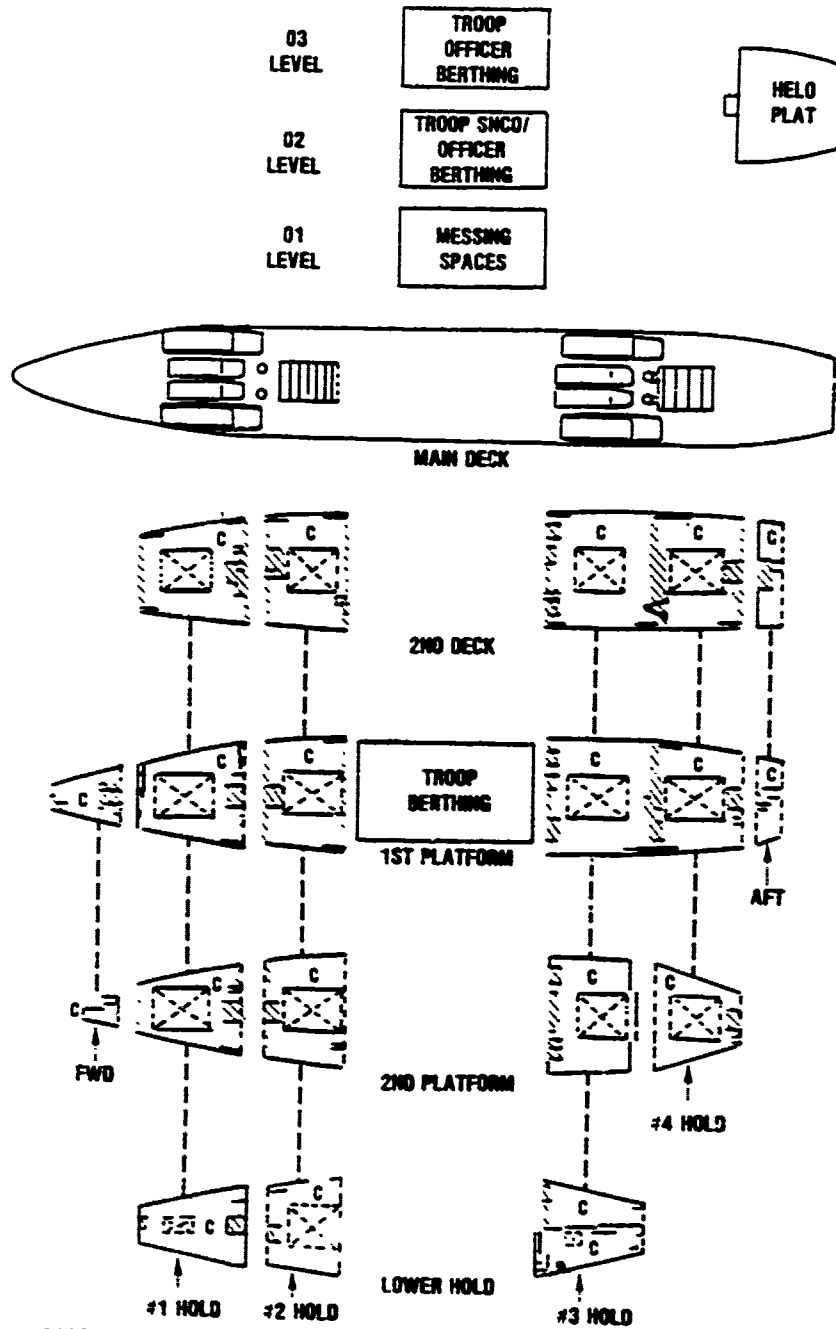 03
LEVEL
TROOP
OFFICER
BERTHING
HELO
PLAT
02
LEVEL
TROOP SNCO/
OFFICER
BERTHING
01
LEVEL
MESSING
SPACES
MAIN DECK
C
C
C
C
C
2ND DECK
C
C
C
TROOP
BERTHING
C
C
C
1ST PLATFORM
AFT
C
C
C
C
C
FWD
2ND PLATFORM
#4 HOLD
C
C
C
C
#1 HOLD
#2 HOLD
LOWER HOLD
#3 HOLD